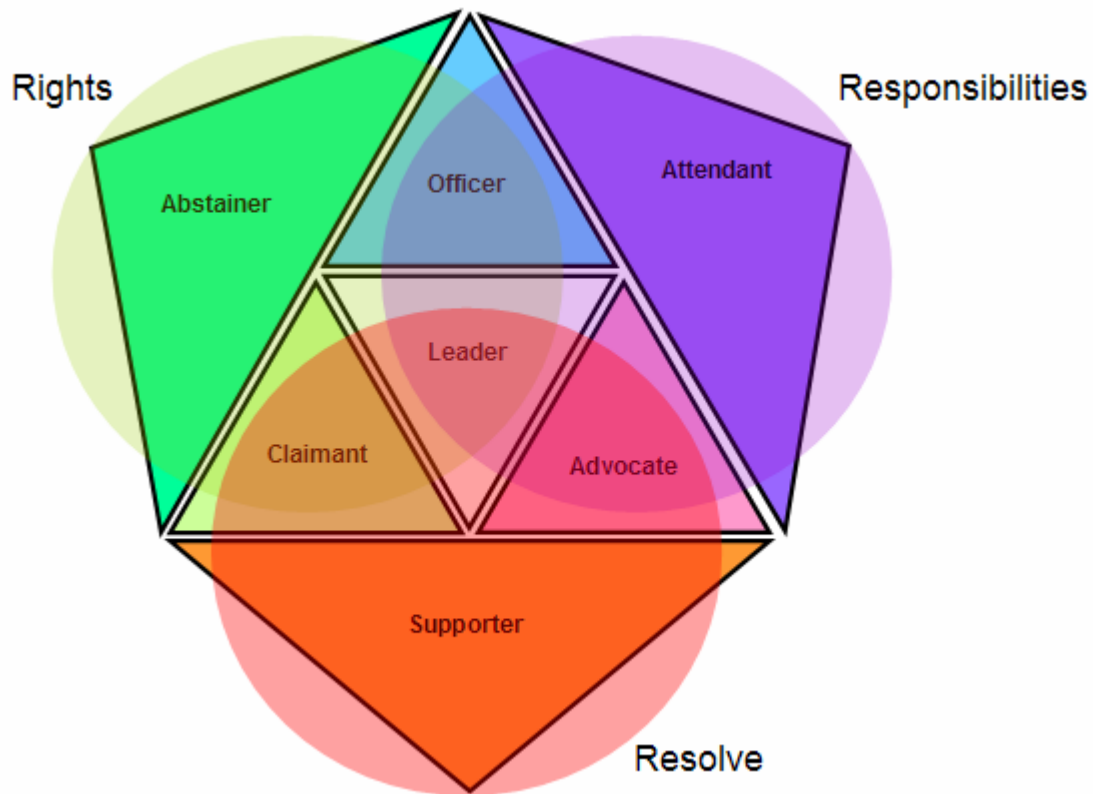 Rights
Responsibilities
Abstainer
Officer
Attendant
Leader
Claimant
Advocate
Supporter
Resolve